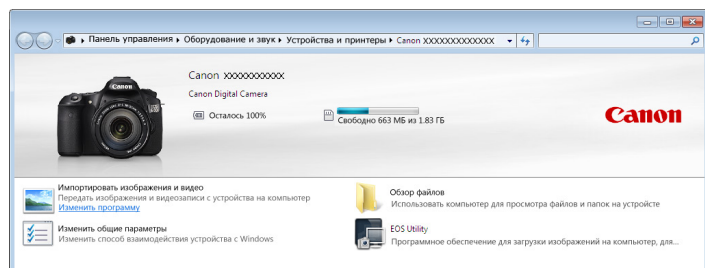 Панель управления ▸ Оборудование и звук ▸ Устройства и принтеры ▸ Canon XXXXXXXXXXXXX
Canon XXXXXXXXXX
Canon Digital Camera
Осталось 100%
Свободно 663 МБ из 1.83 ГБ
Canon
Canon
Импортировать изображения и видео
Передать изображения и видеозаписи с устройства на компьютер
Изменить программу
Обзор файлов
Использовать компьютер для просмотра файлов и папок на устройсте
Изменить общие параметры
Изменить способ взаимодействия устройства с Windows
EOS Utility
Программное обеспечение для загрузки изображений на компьютер, для...